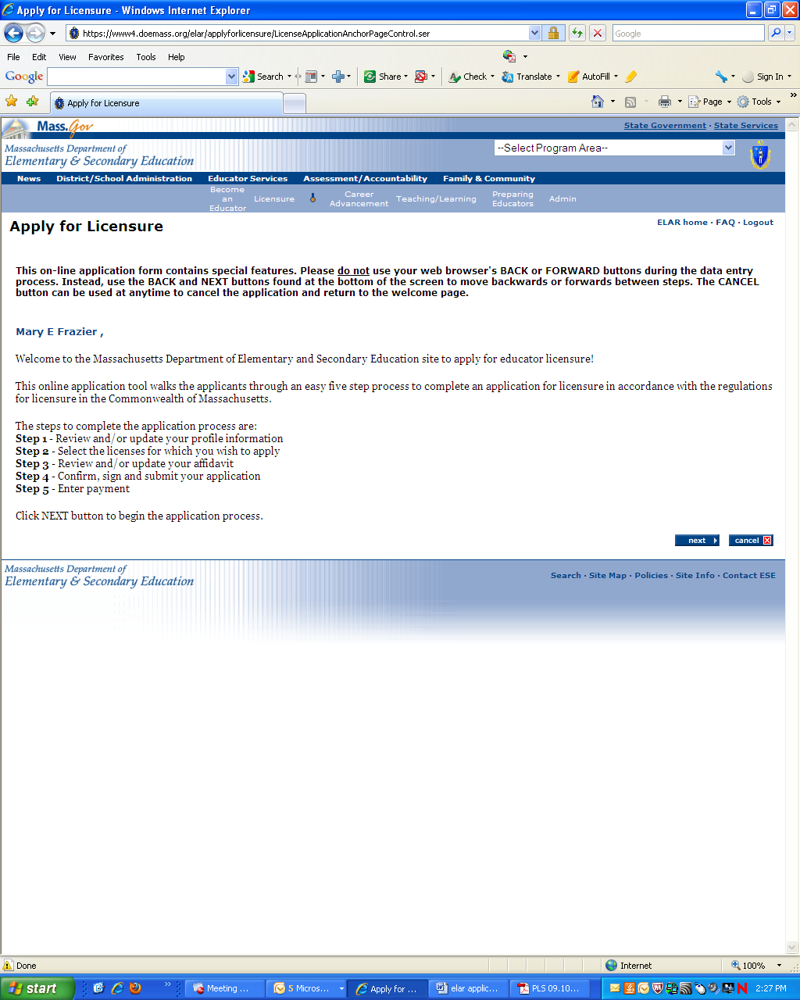 Apply for Licensure - Windows Internet Explorer
https://www4.doemass.org/elar/applyforlicensure/LicenseApplicationAnchorPageControl.ser
Google
File Edit View Favorites Tools Help
Google Search Share Check Translate AutoFill Sign In
Apply for Licensure
Page Tools
Mass.Gov
State Government · State Services
Massachusetts Department of
Elementary & Secondary Education
--Select Program Area--
News District/School Administration Educator Services Assessment/Accountability Family & Community
Become an Educator Licensure Career Advancement Teaching/Learning Preparing Educators Admin
Apply for Licensure
ELAR home · FAQ · Logout
This on-line application form contains special features. Please do not use your web browser's BACK or FORWARD buttons during the data entry
process. Instead, use the BACK and NEXT buttons found at the bottom of the screen to move backwards or forwards between steps. The CANCEL
button can be used at anytime to cancel the application and return to the welcome page.
Mary E Frazier ,
Welcome to the Massachusetts Department of Elementary and Secondary Education site to apply for educator licensure!
This online application tool walks the applicants through an easy five step process to complete an application for licensure in accordance with the regulations
for licensure in the Commonwealth of Massachusetts.
The steps to complete the application process are:
Step 1 - Review and/or update your profile information
Step 2 - Select the licenses for which you wish to apply
Step 3 - Review and/or update your affidavit
Step 4 - Confirm, sign and submit your application
Step 5 - Enter payment
Click NEXT button to begin the application process.
next cancel
Massachusetts Department of
Elementary & Secondary Education
Search · Site Map · Policies · Site Info · Contact ESE
Done Internet 100%
start Meeting ... 5 Micros... Apply for ... elar applic... PLS 09.10... 2:27 PM